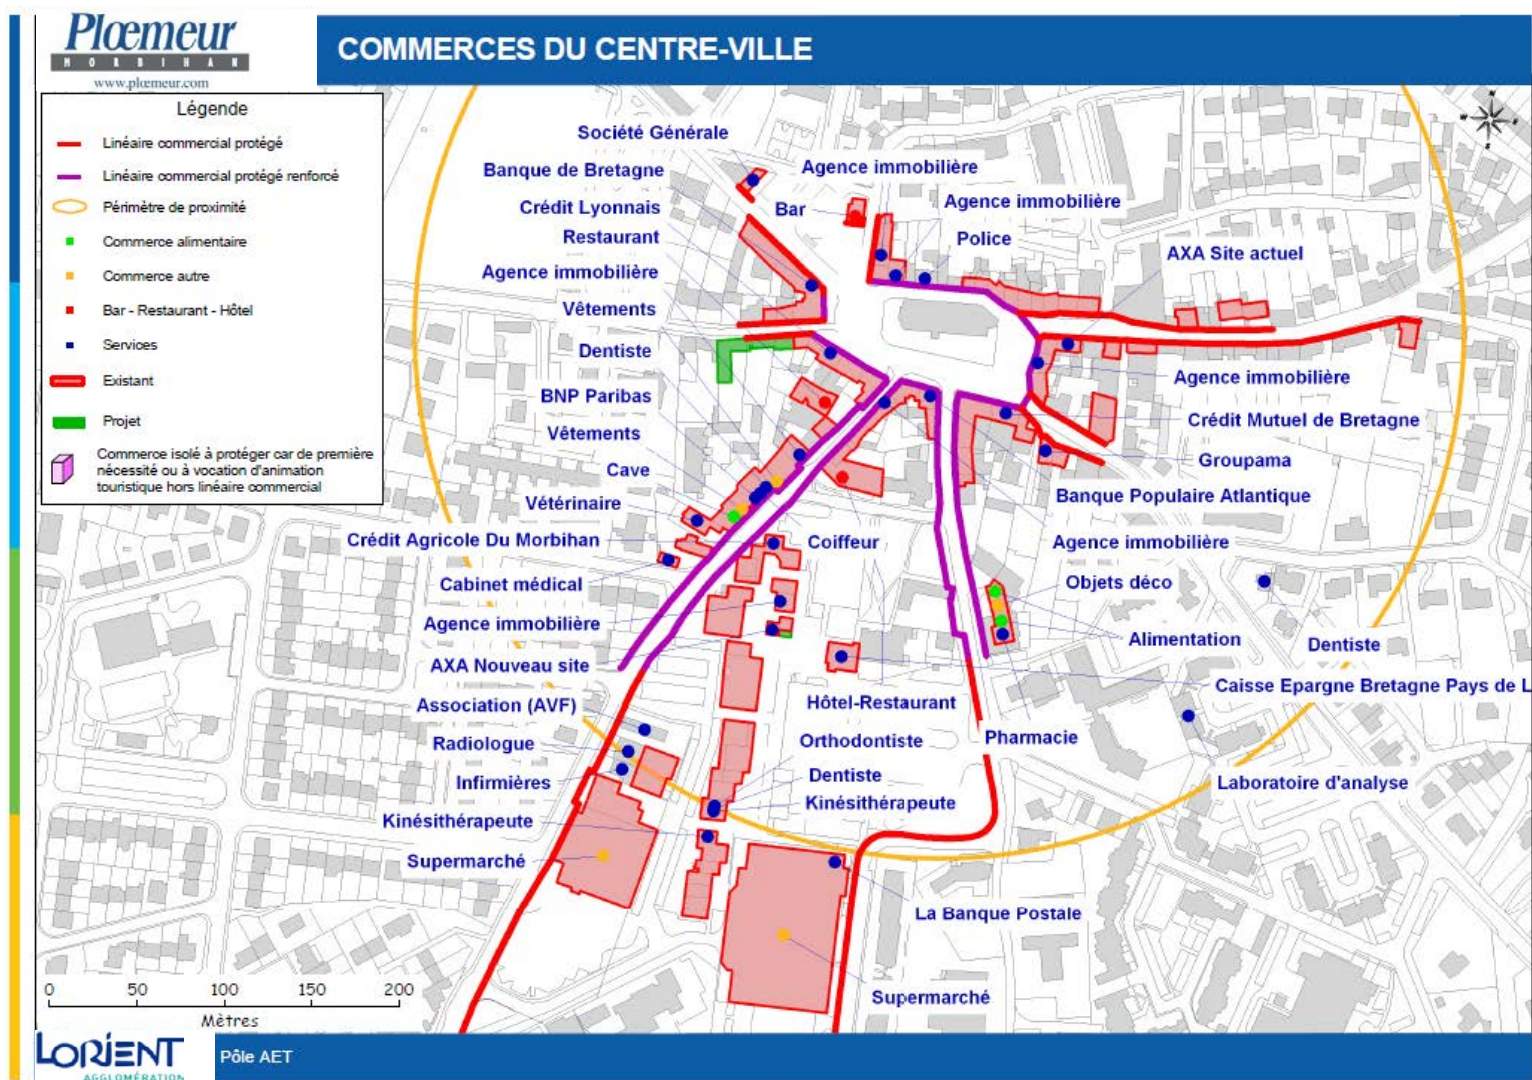 Plœmeur
MORBIHAN
www.plœmeur.com
COMMERCES DU CENTRE-VILLE
Légende
Linéaire commercial protégé
Linéaire commercial protégé renforcé
Périmètre de proximité
Commerce alimentaire
Commerce autre
Bar - Restaurant - Hôtel
Services
Existant
Projet
Commerce isolé à protéger car de première
nécessité ou à vocation d'animation
touristique hors linéaire commercial
Société Générale
Banque de Bretagne
Crédit Lyonnais
Restaurant
Agence immobilière
Vêtements
Dentiste
BNP Paribas
Vêtements
Cave
Vétérinaire
Crédit Agricole Du Morbihan
Cabinet médical
Agence immobilière
AXA Nouveau site
Association (AVF)
Radiologue
Infirmières
Kinésithérapeute
Supermarché
Agence immobilière
Bar
Agence immobilière
Police
AXA Site actuel
Agence immobilière
Crédit Mutuel de Bretagne
Groupama
Banque Populaire Atlantique
Coiffeur
Agence immobilière
Objets déco
Alimentation
Dentiste
Caisse Epargne Bretagne Pays de L
Hôtel-Restaurant
Orthodontiste
Pharmacie
Dentiste
Kinésithérapeute
Laboratoire d'analyse
La Banque Postale
Supermarché
N
S
0 50 100 150 200
Mètres
LORIENT
AGGLOMÉRATION
Pôle AET